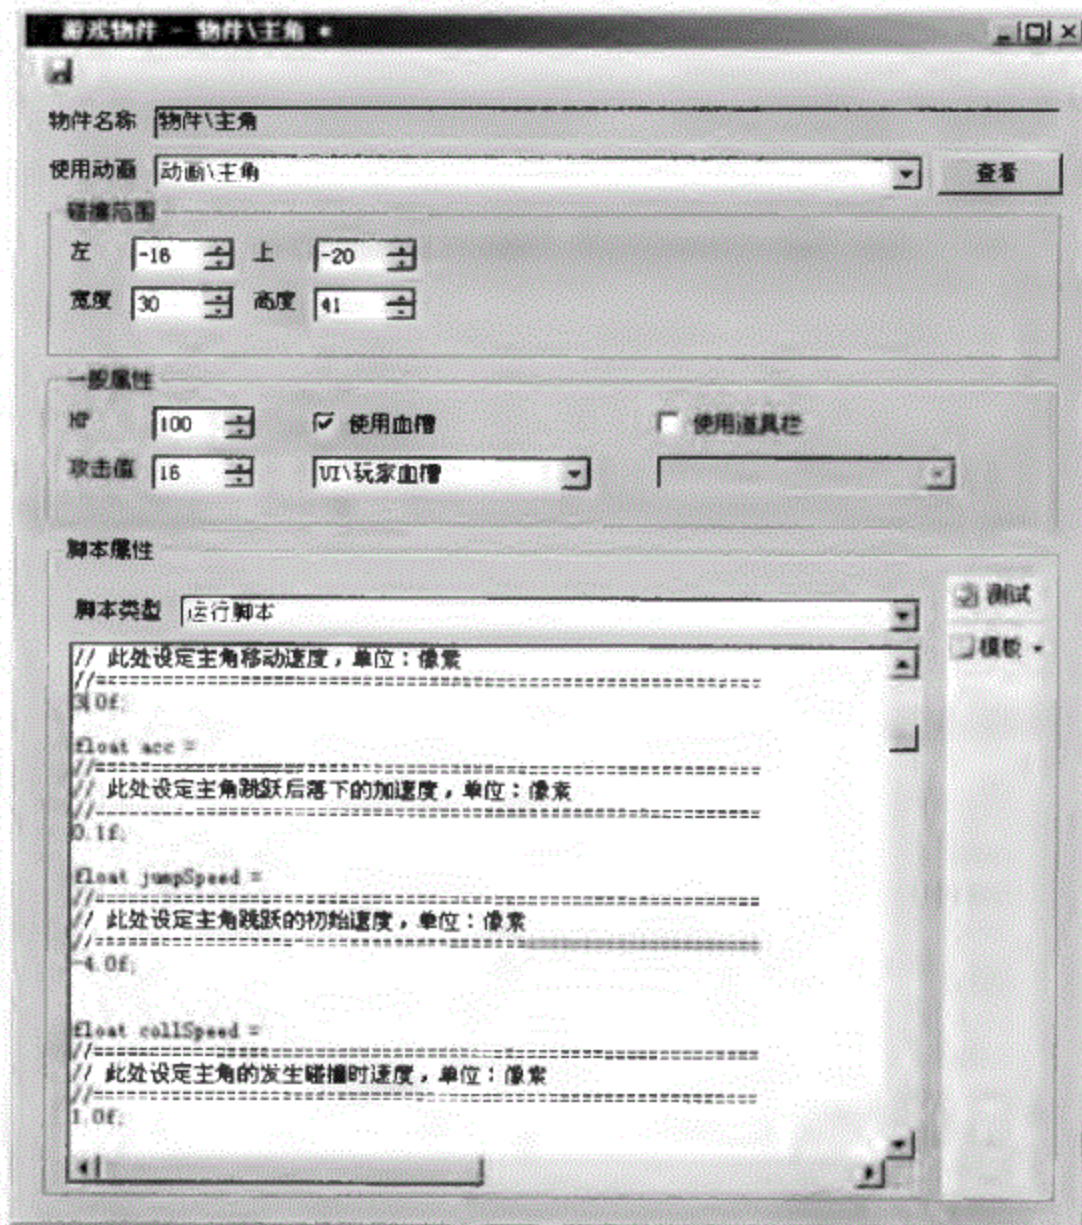 游戏物件 - 物件\主角 *
物件名称 物件\主角
使用动画 动画\主角 查看
碰撞范围
左 -16 上 -20
宽度 30 高度 41
一般属性
HP 100 使用血槽 使用道具栏
攻击值 16 UI\玩家血槽
脚本属性
测试
脚本类型 运行脚本
模板
// 此处设定主角移动速度，单位：像素
//============================================================
3.0f;
float acc =
//============================================================
// 此处设定主角跳跃后落下的加速度，单位：像素
//============================================================
0.1f;
float jumpSpeed =
//============================================================
// 此处设定主角跳跃的初始速度，单位：像素
//============================================================
-4.0f;
float collSpeed =
//============================================================
// 此处设定主角的发生碰撞时速度，单位：像素
//============================================================
1.0f;